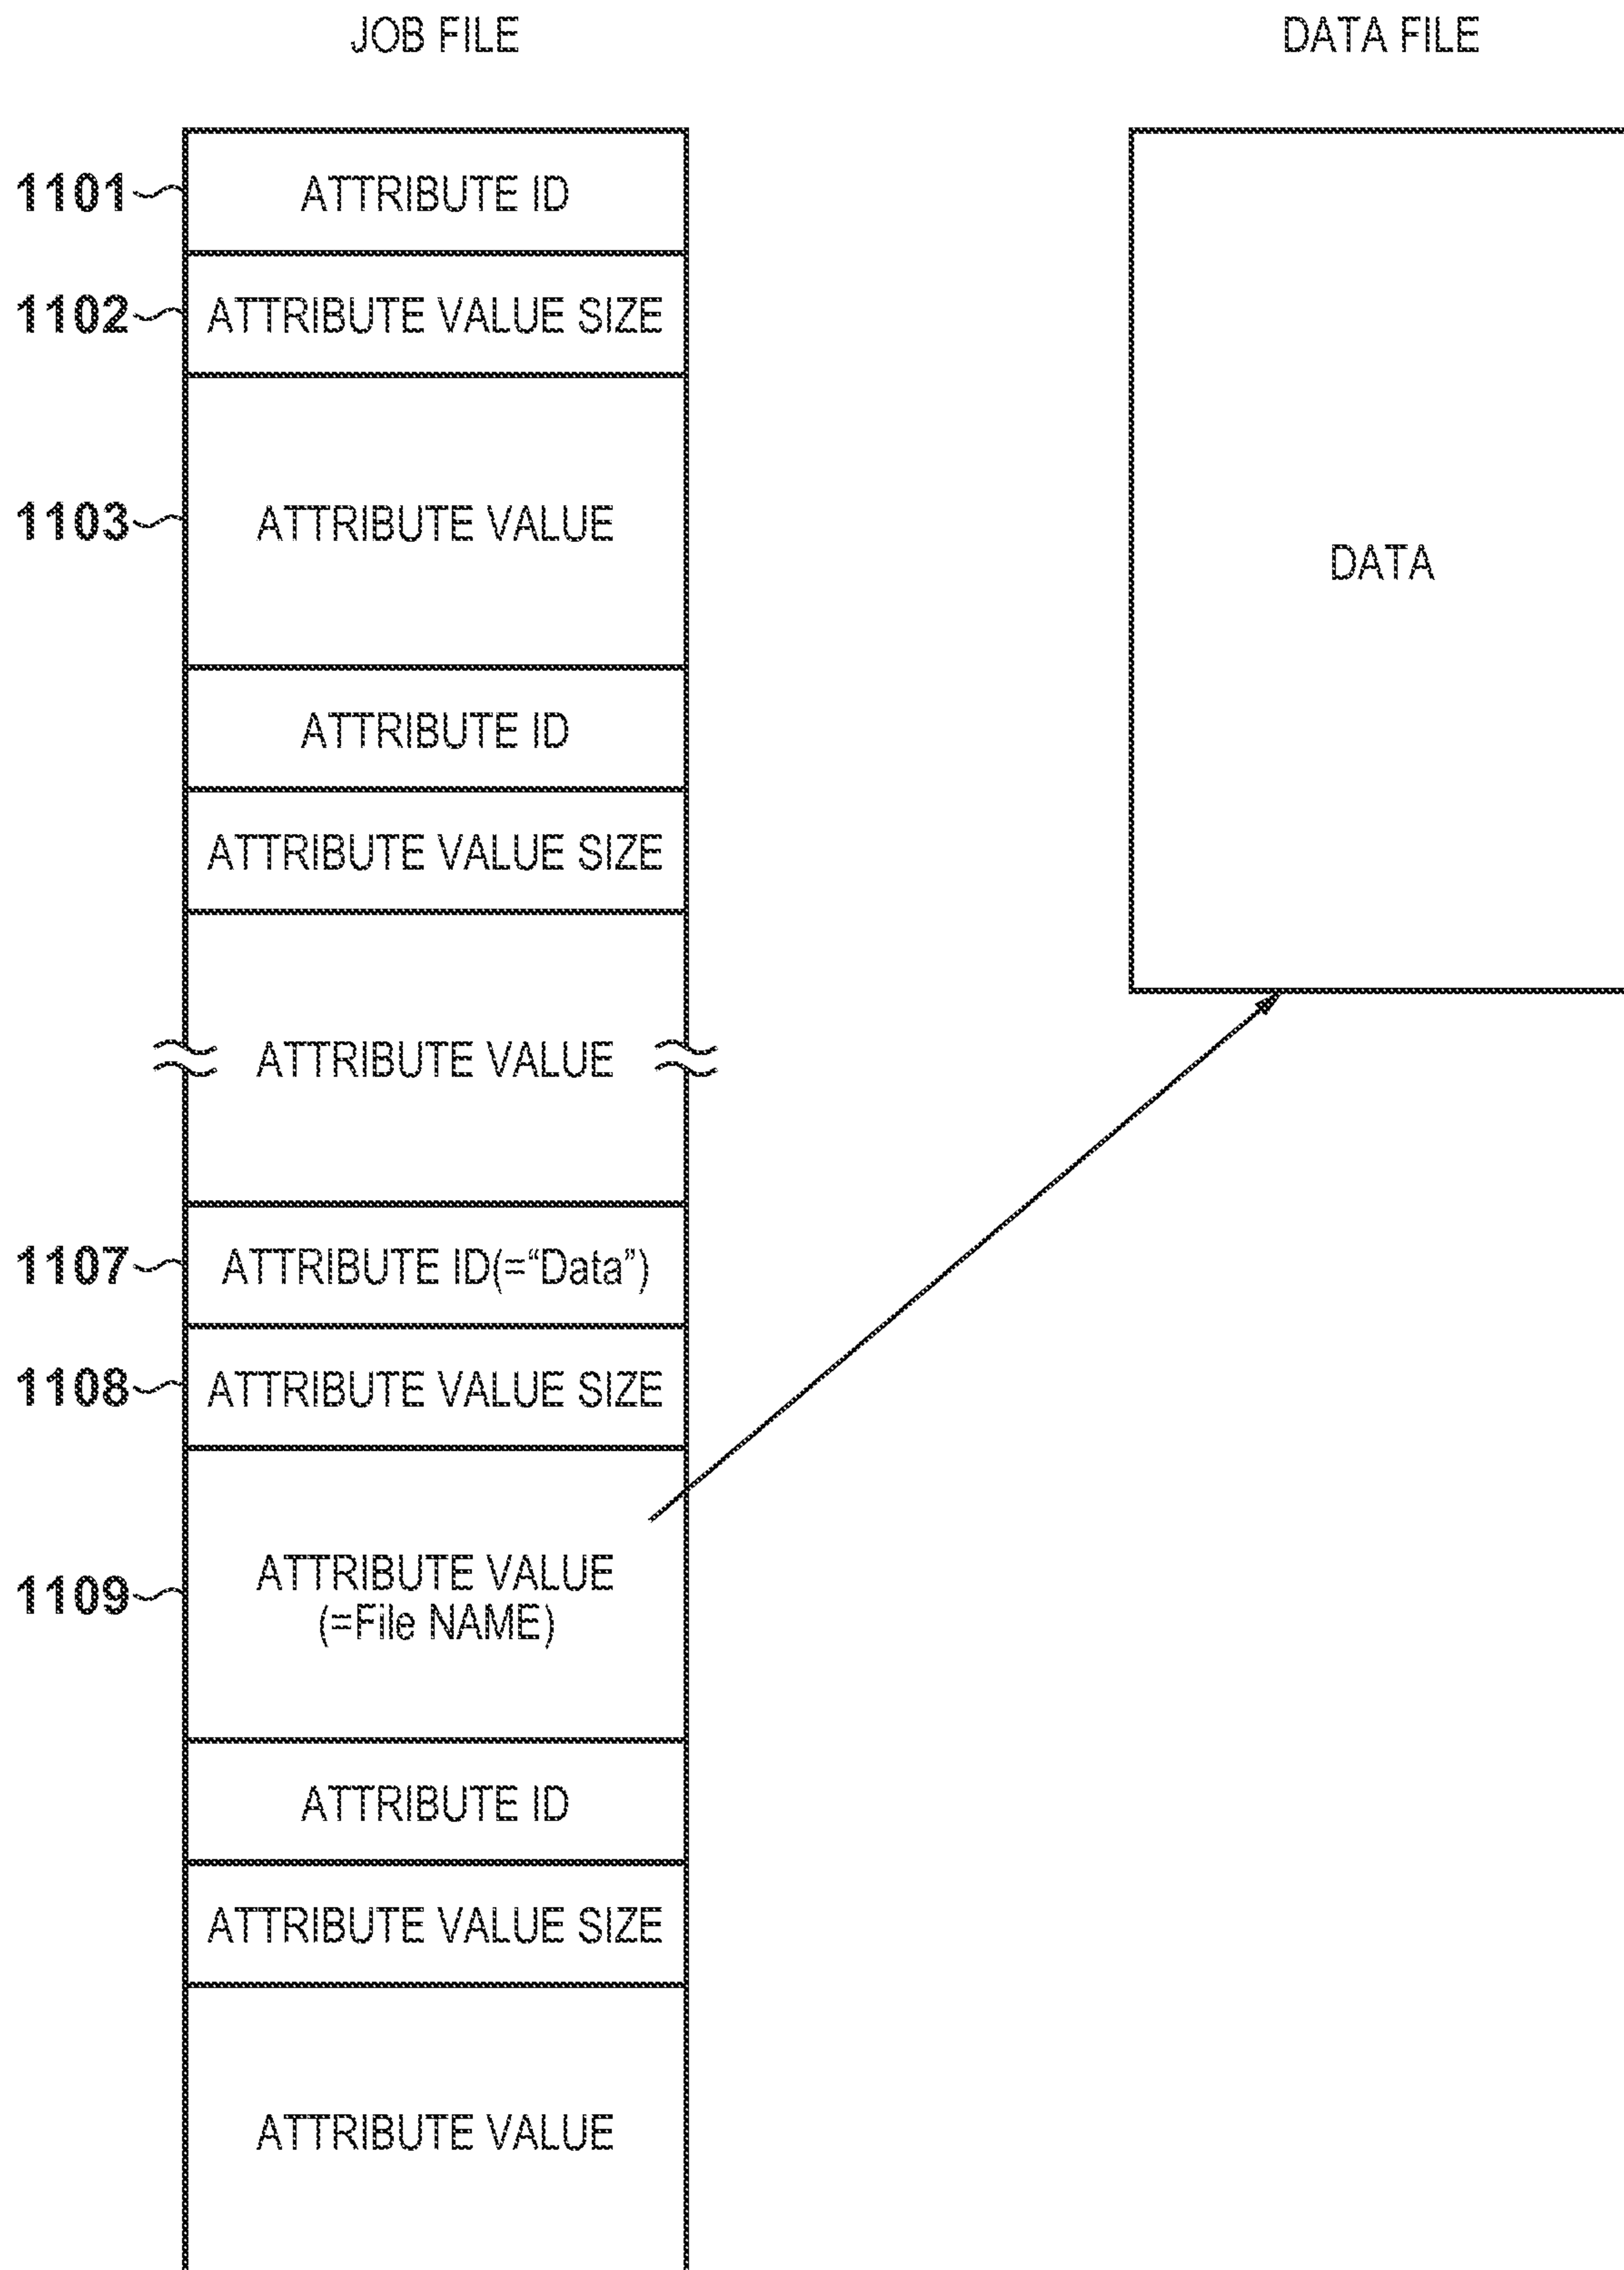 JOB FILE
DATA FILE
1101 ATTRIBUTE ID
1102 ATTRIBUTE VALUE SIZE
1103 ATTRIBUTE VALUE
DATA
ATTRIBUTE ID
ATTRIBUTE VALUE SIZE
ATTRIBUTE VALUE
1107 ATTRIBUTE ID(=“Data”)
1108 ATTRIBUTE VALUE SIZE
1109 ATTRIBUTE VALUE
(=File NAME)
ATTRIBUTE ID
ATTRIBUTE VALUE SIZE
ATTRIBUTE VALUE